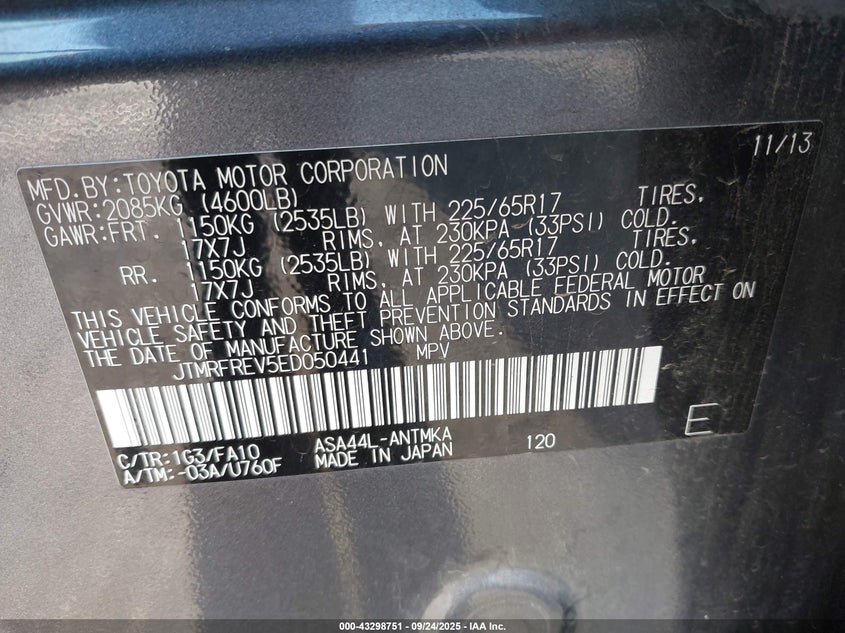 11/13
MFD.BY:TOYOTA MOTOR CORPORATION
GVWR:2085KG (4600LB)
GAWR:FRT. 1150KG (2535LB) WITH 225/65R17 TIRES,
17X7J RIMS, AT 230KPA (33PSI) COLD.
RR. 1150KG (2535LB) WITH 225/65R17 TIRES,
17X7J RIMS, AT 230KPA (33PSI) COLD.
THIS VEHICLE CONFORMS TO ALL APPLICABLE FEDERAL MOTOR
VEHICLE SAFETY AND THEFT PREVENTION STANDARDS IN EFFECT ON
THE DATE OF MANUFACTURE SHOWN ABOVE.
JTMRFREV5ED050441 MPV
E
C/TR:1G3/FA10 ASA44L-ANTMKA 120
A/TM:-03A/U760F MADE IN JAPAN
000-43298751 - 09/24/2025 - IAA Inc.